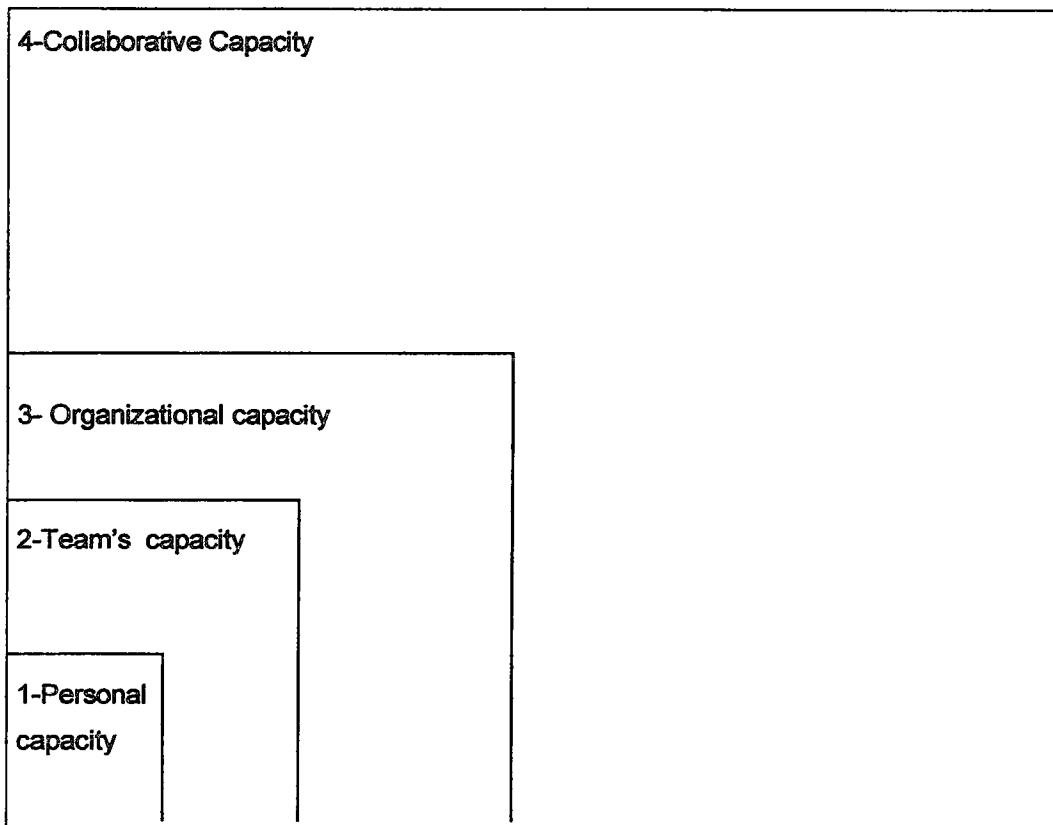 4-Collaborative Capacity
3- Organizational capacity
2-Team's capacity
1-Personal
capacity